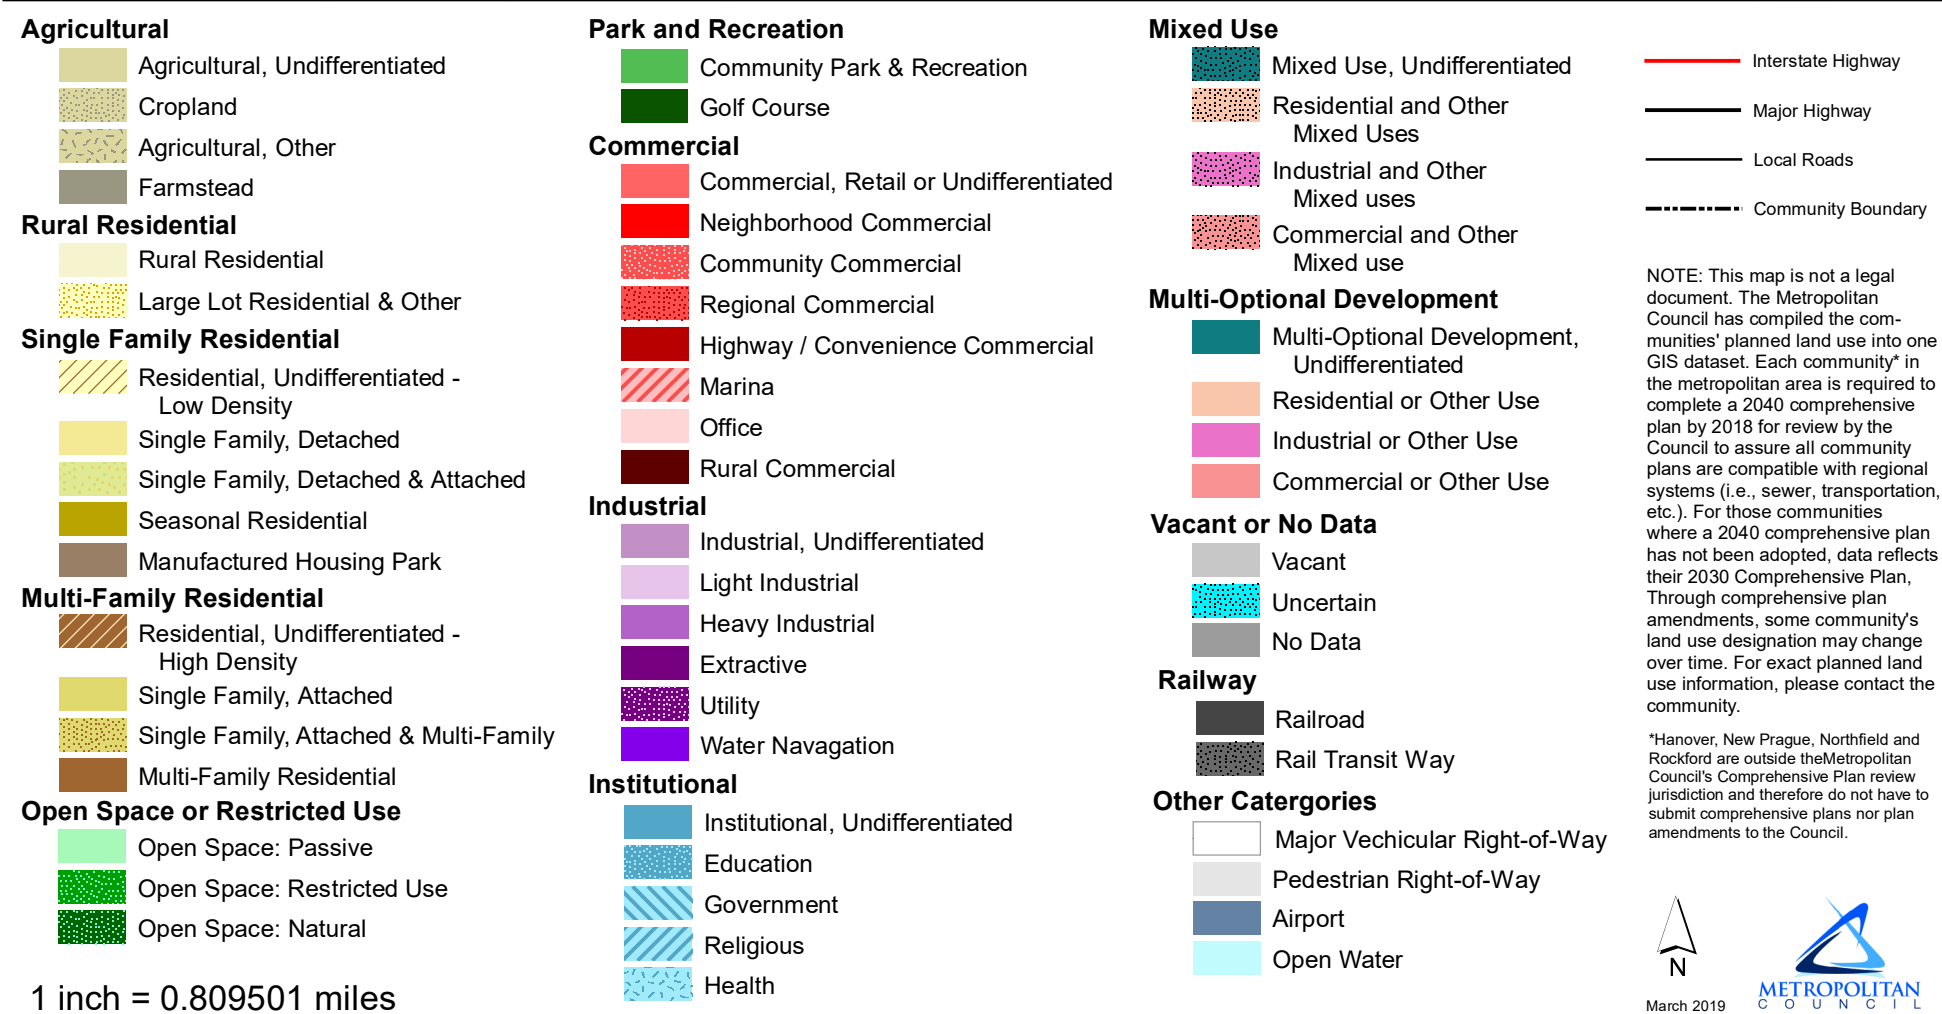 Agricultural
Agricultural, Undifferentiated
Cropland
Agricultural, Other
Farmstead
Rural Residential
Rural Residential
Large Lot Residential & Other
Single Family Residential
Residential, Undifferentiated -
Low Density
Single Family, Detached
Single Family, Detached & Attached
Seasonal Residential
Manufactured Housing Park
Multi-Family Residential
Residential, Undifferentiated -
High Density
Single Family, Attached
Single Family, Attached & Multi-Family
Multi-Family Residential
Open Space or Restricted Use
Open Space: Passive
Open Space: Restricted Use
Open Space: Natural
1 inch = 0.809501 miles
Park and Recreation
Community Park & Recreation
Golf Course
Commercial
Commercial, Retail or Undifferentiated
Neighborhood Commercial
Community Commercial
Regional Commercial
Highway / Convenience Commercial
Marina
Office
Rural Commercial
Industrial
Industrial, Undifferentiated
Light Industrial
Heavy Industrial
Extractive
Utility
Water Navagation
Institutional
Institutional, Undifferentiated
Education
Government
Religious
Health
Mixed Use
Mixed Use, Undifferentiated
Residential and Other
Mixed Uses
Industrial and Other
Mixed uses
Commercial and Other
Mixed use
Multi-Optional Development
Multi-Optional Development,
Undifferentiated
Residential or Other Use
Industrial or Other Use
Commercial or Other Use
Vacant or No Data
Vacant
Uncertain
No Data
Railway
Railroad
Rail Transit Way
Other Catergories
Major Vechicular Right-of-Way
Pedestrian Right-of-Way
Airport
Open Water
Interstate Highway
Major Highway
Local Roads
Community Boundary
NOTE: This map is not a legal
document. The Metropolitan
Council has compiled the com-
munities' planned land use into one
GIS dataset. Each community* in
the metropolitan area is required to
complete a 2040 comprehensive
plan by 2018 for review by the
Council to assure all community
plans are compatible with regional
systems (i.e., sewer, transportation,
etc.). For those communities
where a 2040 comprehensive plan
has not been adopted, data reflects
their 2030 Comprehensive Plan,
Through comprehensive plan
amendments, some community's
land use designation may change
over time. For exact planned land
use information, please contact the
community.
*Hanover, New Prague, Northfield and
Rockford are outside theMetropolitan
Council's Comprehensive Plan review
jurisdiction and therefore do not have to
submit comprehensive plans nor plan
amendments to the Council.
N
March 2019
METROPOLITAN
COUNCIL